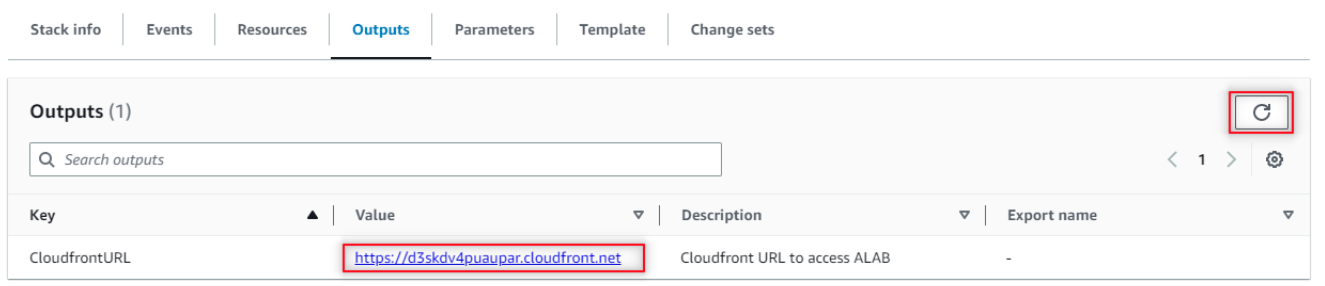 Stack info Events Resources Outputs Parameters Template Change sets
Outputs (1)
Search outputs
1
Key Value Description Export name
CloudfrontURL https://d3skdv4puaupar.cloudfront.net Cloudfront URL to access ALAB -